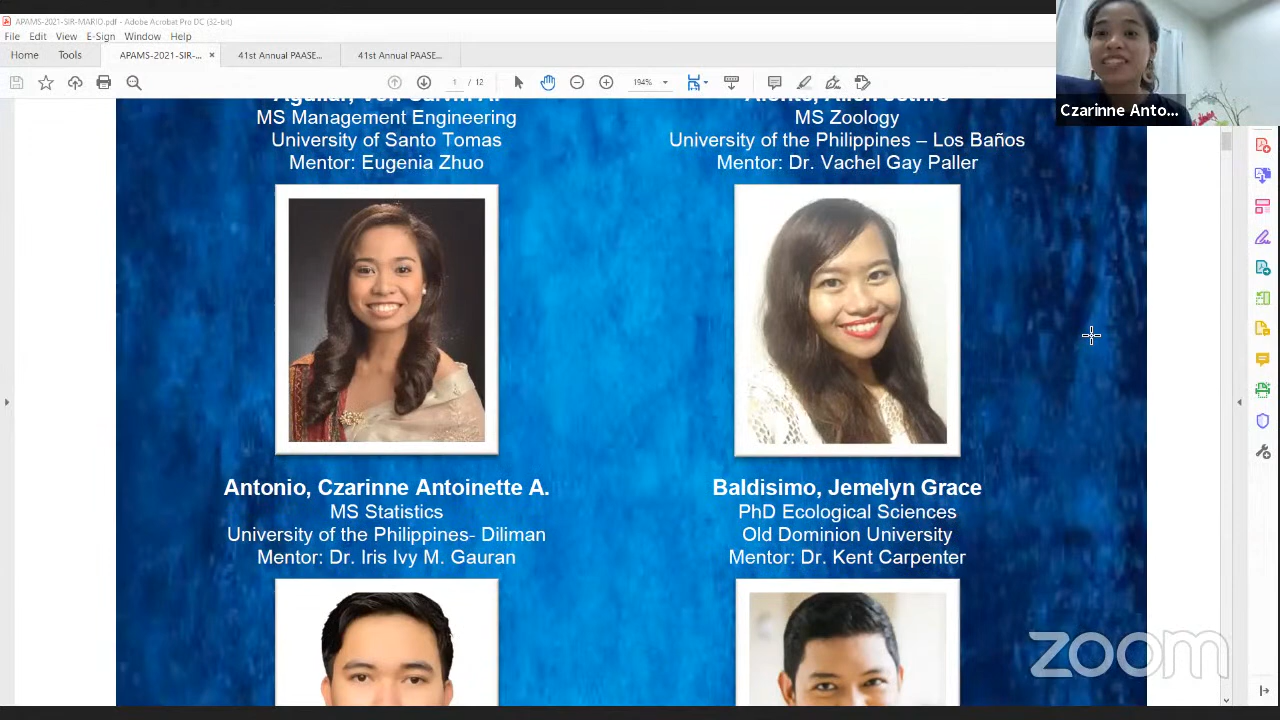 APAMS-2021-SIR-MARIO.pdf - Adobe Acrobat Pro DC (32-bit)
File Edit View E-Sign Window Help
Home Tools APAMS-2021-SIR-... × 41st Annual PAASE... 41st Annual PAASE...
1 / 12 194%
Czarinne Anto...
MS Management Engineering
University of Santo Tomas
Mentor: Eugenia Zhuo
MS Zoology
University of the Philippines – Los Baños
Mentor: Dr. Vachel Gay Paller
Antonio, Czarinne Antoinette A.
MS Statistics
University of the Philippines- Diliman
Mentor: Dr. Iris Ivy M. Gauran
Baldisimo, Jemelyn Grace
PhD Ecological Sciences
Old Dominion University
Mentor: Dr. Kent Carpenter
zoom